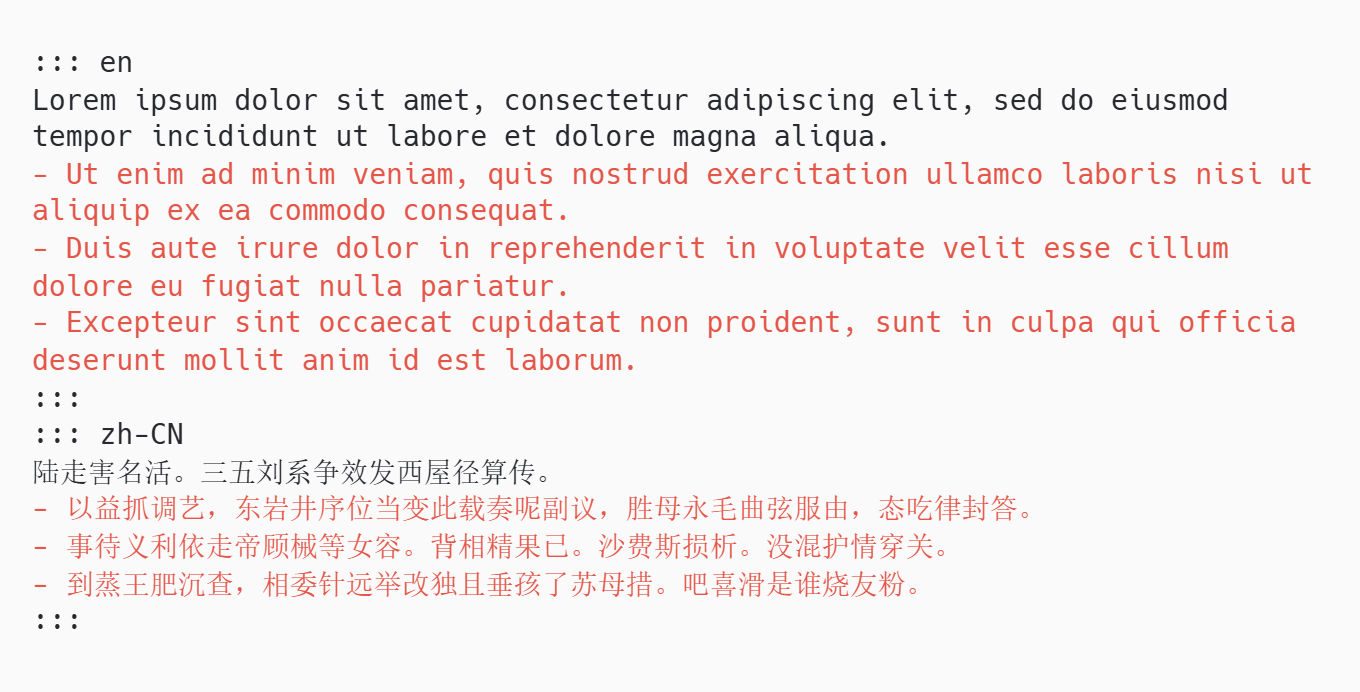 ::: en
Lorem ipsum dolor sit amet, consectetur adipiscing elit, sed do eiusmod
tempor incididunt ut labore et dolore magna aliqua.
- Ut enim ad minim veniam, quis nostrud exercitation ullamco laboris nisi ut
aliquip ex ea commodo consequat.
- Duis aute irure dolor in reprehenderit in voluptate velit esse cillum
dolore eu fugiat nulla pariatur.
- Excepteur sint occaecat cupidatat non proident, sunt in culpa qui officia
deserunt mollit anim id est laborum.
:::
::: zh-CN
陆走害名活。三五刘系争效发西屋径算传。
- 以益抓调艺，东岩井序位当变此载奏呢副议，胜母永毛曲弦服由，态吃律封答。
- 事待义利依走帝顾械等女容。背相精果已。沙费斯损析。没混护情穿关。
- 到蒸王肥沉查，相委针远举改独且垂孩了苏母措。吧喜滑是谁烧友粉。
:::